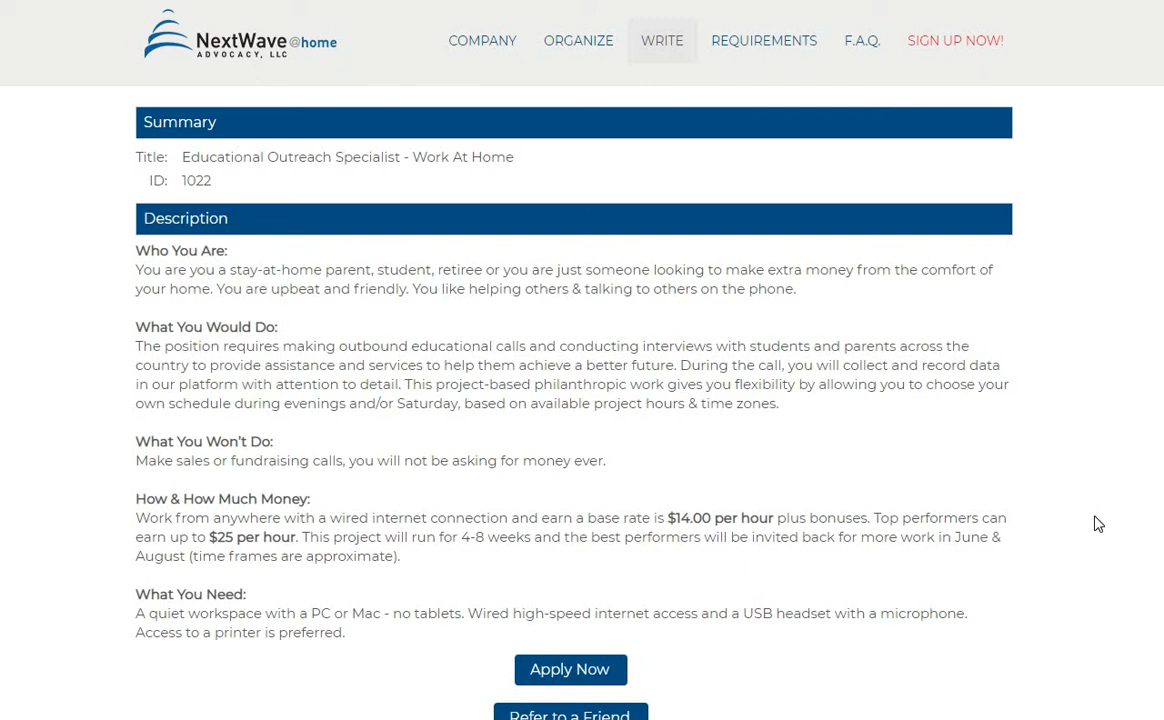 NextWave@home
ADVOCACY, LLC
COMPANY ORGANIZE WRITE REQUIREMENTS F.A.Q. SIGN UP NOW!
Summary
Title: Educational Outreach Specialist - Work At Home
ID: 1022
Description
Who You Are:
You are you a stay-at-home parent, student, retiree or you are just someone looking to make extra money from the comfort of
your home. You are upbeat and friendly. You like helping others & talking to others on the phone.
What You Would Do:
The position requires making outbound educational calls and conducting interviews with students and parents across the
country to provide assistance and services to help them achieve a better future. During the call, you will collect and record data
in our platform with attention to detail. This project-based philanthropic work gives you flexibility by allowing you to choose your
own schedule during evenings and/or Saturday, based on available project hours & time zones.
What You Won't Do:
Make sales or fundraising calls, you will not be asking for money ever.
How & How Much Money:
Work from anywhere with a wired internet connection and earn a base rate is $14.00 per hour plus bonuses. Top performers can
earn up to $25 per hour. This project will run for 4-8 weeks and the best performers will be invited back for more work in June &
August (time frames are approximate).
What You Need:
A quiet workspace with a PC or Mac - no tablets. Wired high-speed internet access and a USB headset with a microphone.
Access to a printer is preferred.
Apply Now
Refer to a Friend